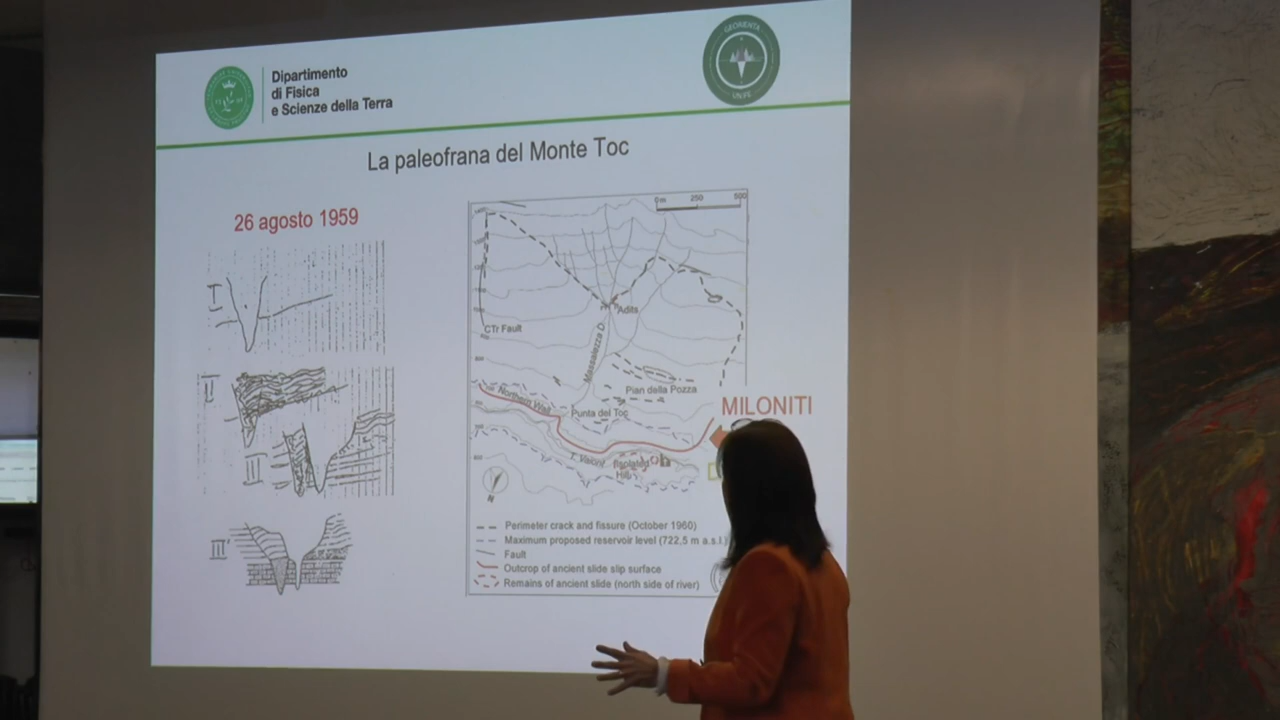 Dipartimento
di Fisica
e Scienze della Terra
GEORENTA
UNIFE
La paleofrana del Monte Toc
26 agosto 1959
I
II
III
III'
0m 250 500
Adits
CTr Fault
Massalezza
Pian della Pozza
Northern Wall
Punta del Toc
MILONITI
N
Perimeter crack and fissure (October 1960)
Maximum proposed reservoir level (722,5 m a.s.l.)
Fault
Outcrop of ancient slide slip surface
Remains of ancient slide (north side of river)